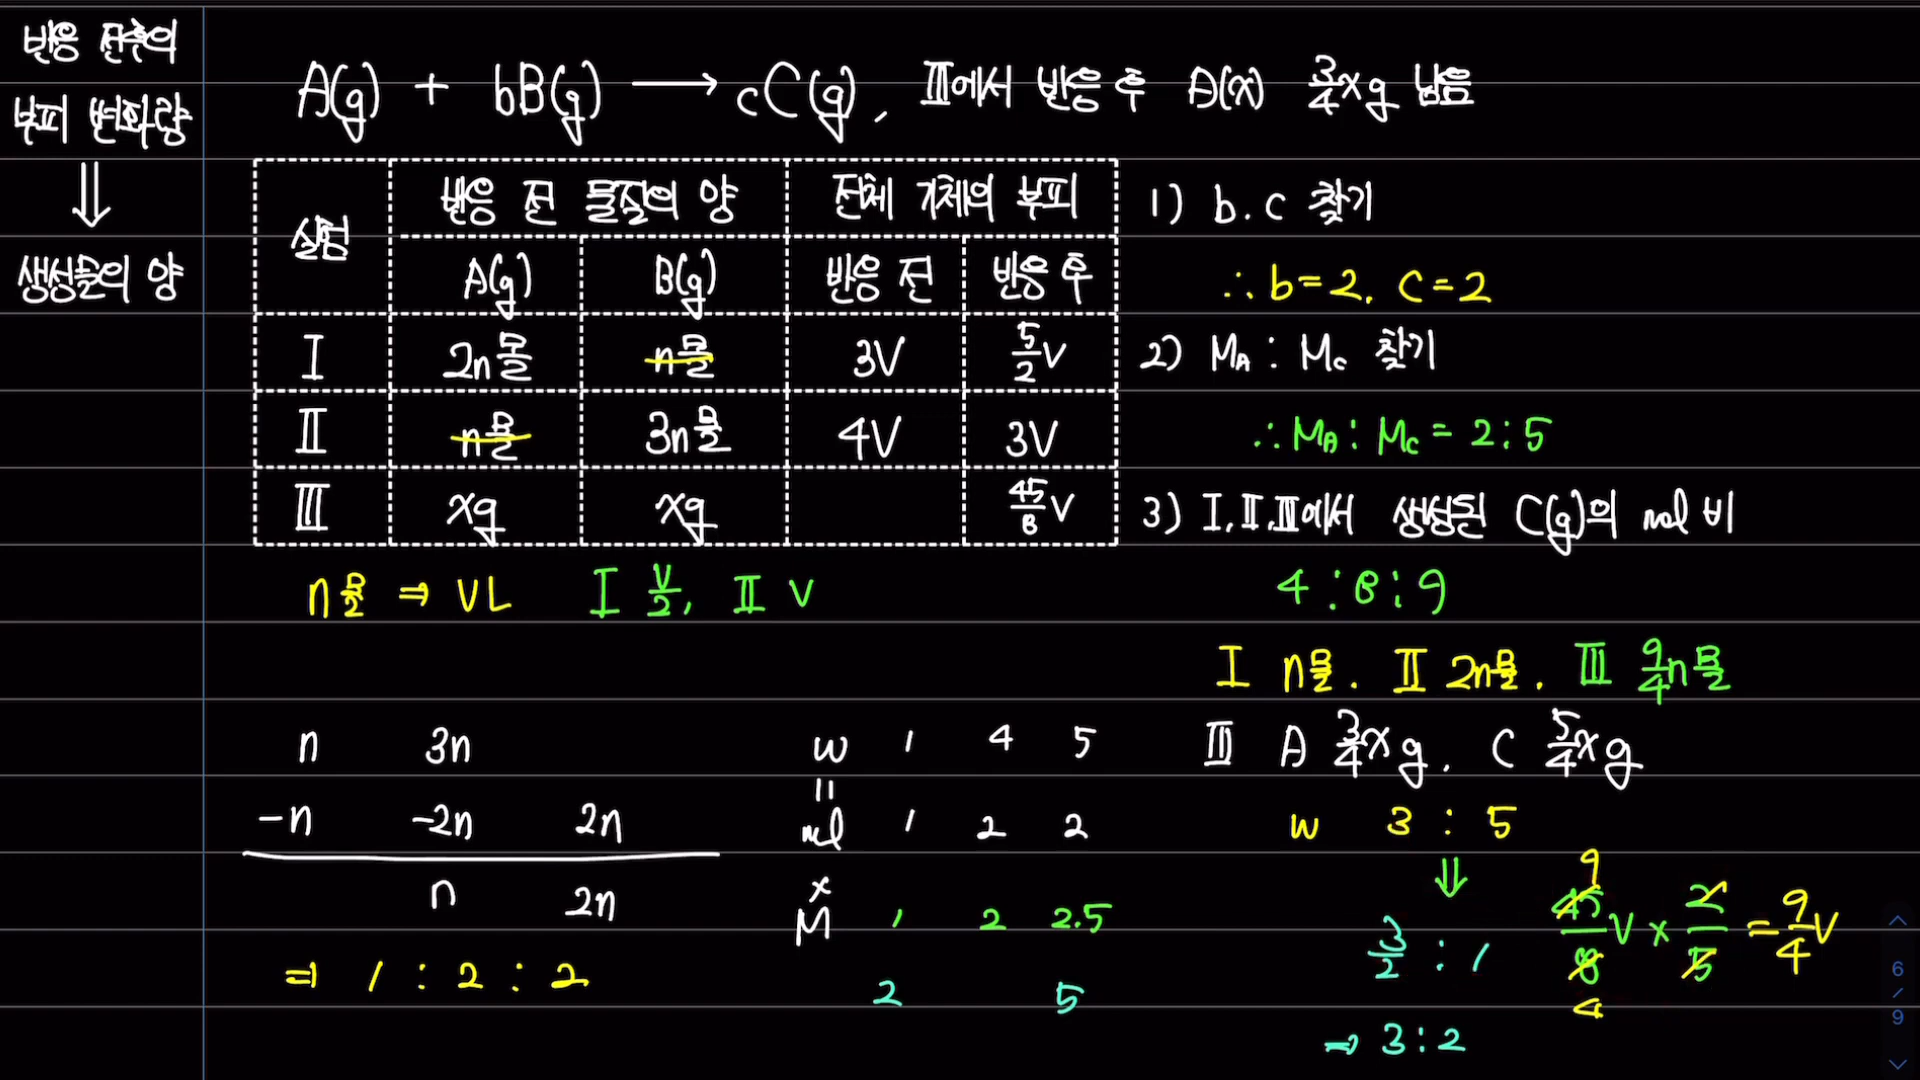 반응 전후의
부피 변화량
⇓
생성물의 양
A(g) + bB(g) ⟶ cC(g), Ⅲ에서 반응 후 A(x) 3/4xg 남음
실험
반응 전 물질의 양
전체 기체의 부피
A(g) B(g) 반응 전 반응 후
Ⅰ 2n몰 n몰 3V 5/2V
Ⅱ n몰 3n몰 4V 3V
Ⅲ xg xg 45/8V
n몰 ⇒ VL Ⅰ V/2, Ⅱ V
n 3n
-n -2n 2n
n 2n
⇒ 1 : 2 : 2
w 1 4 5
=
mol 1 2 2
×
M 1 2 2.5
2 5
1) b.c 찾기
∴ b=2. C=2
2) MA : Mc 찾기
∴ MA : Mc = 2 : 5
3) Ⅰ,Ⅱ,Ⅲ에서 생성된 C(g)의 mol 비
4 : 8 : 9
Ⅰ n몰. Ⅱ 2n몰. Ⅲ 9/4n몰
Ⅲ A 3/4xg. C 5/4xg
w 3 : 5
⇓
3/2 : 1
⇒ 3 : 2
9
45/8V × 2/5 = 9/4V
4
6
/
9